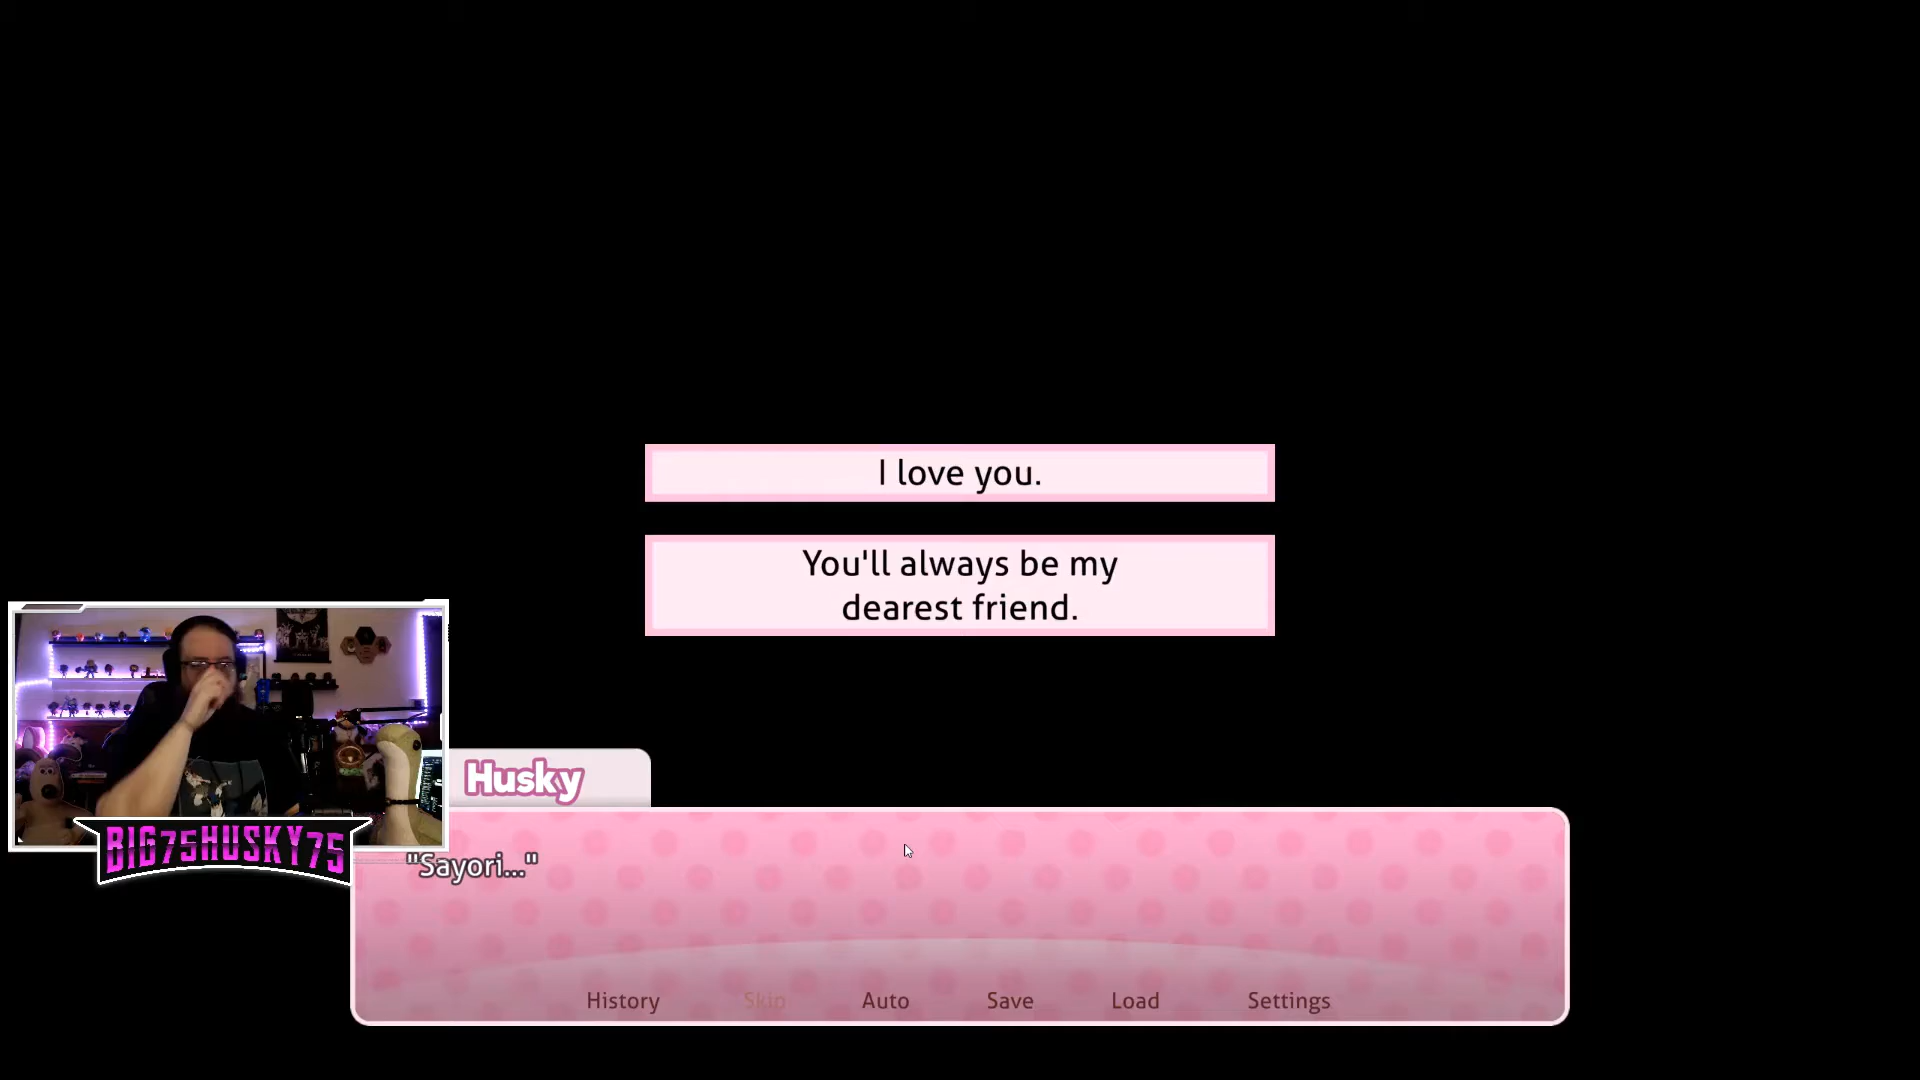 I love you.
You'll always be my
dearest friend.
Husky
BIG75HUSKY75
"Sayori..."
History Skip Auto Save Load Settings